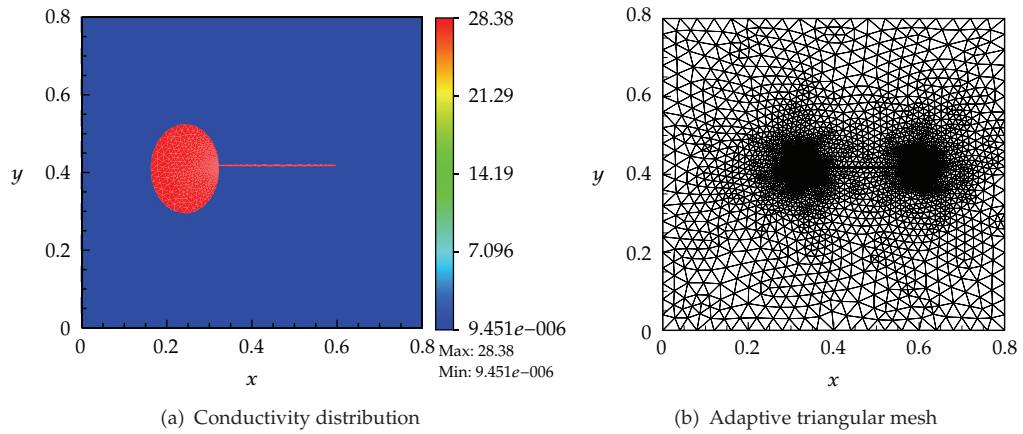 0.8
0.6
0.4
0.2
0
y
0
0.2
0.4
0.6
0.8
x
28.38
21.29
14.19
7.096
9.451e−006
Max: 28.38
Min: 9.451e−006
(a) Conductivity distribution
0.8
0.6
0.4
0.2
0
y
0
0.2
0.4
0.6
0.8
x
(b) Adaptive triangular mesh